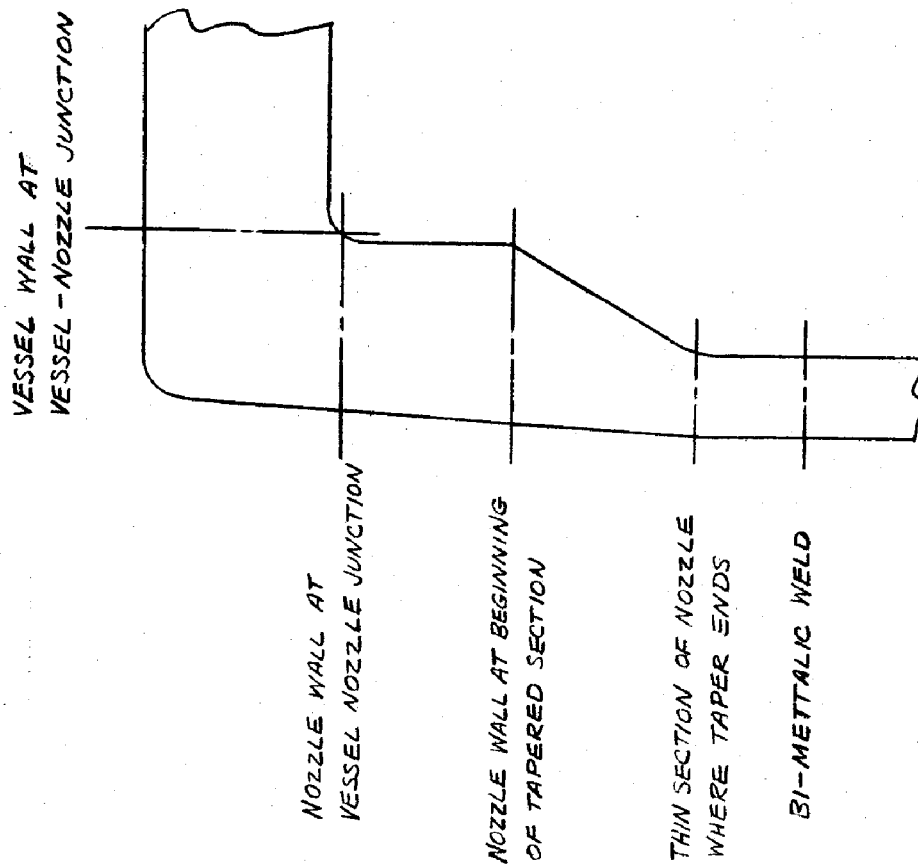 VESSEL WALL AT
VESSEL-NOZZLE JUNCTION
NOZZLE WALL AT
VESSEL NOZZLE JUNCTION
NOZZLE WALL AT BEGINNING
OF TAPERED SECTION
THIN SECTION OF NOZZLE
WHERE TAPER ENDS
BI-METTALIC WELD